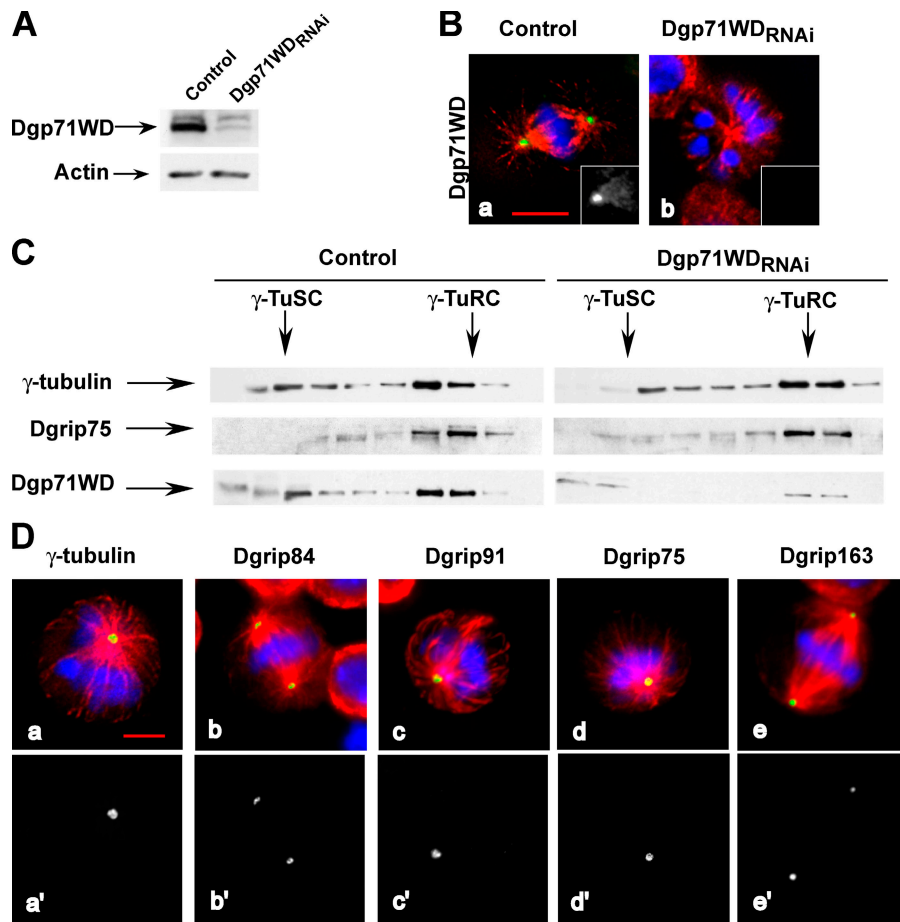 A
Control
Dgp71WDRNAi
Dgp71WD
Actin
B
Control
Dgp71WDRNAi
Dgp71WD
a
b
C
Control
Dgp71WDRNAi
γ-TuSC
γ-TuRC
γ-TuSC
γ-TuRC
γ-tubulin
Dgrip75
Dgp71WD
D
γ-tubulin
Dgrip84
Dgrip91
Dgrip75
Dgrip163
a
b
c
d
e
a'
b'
c'
d'
e'